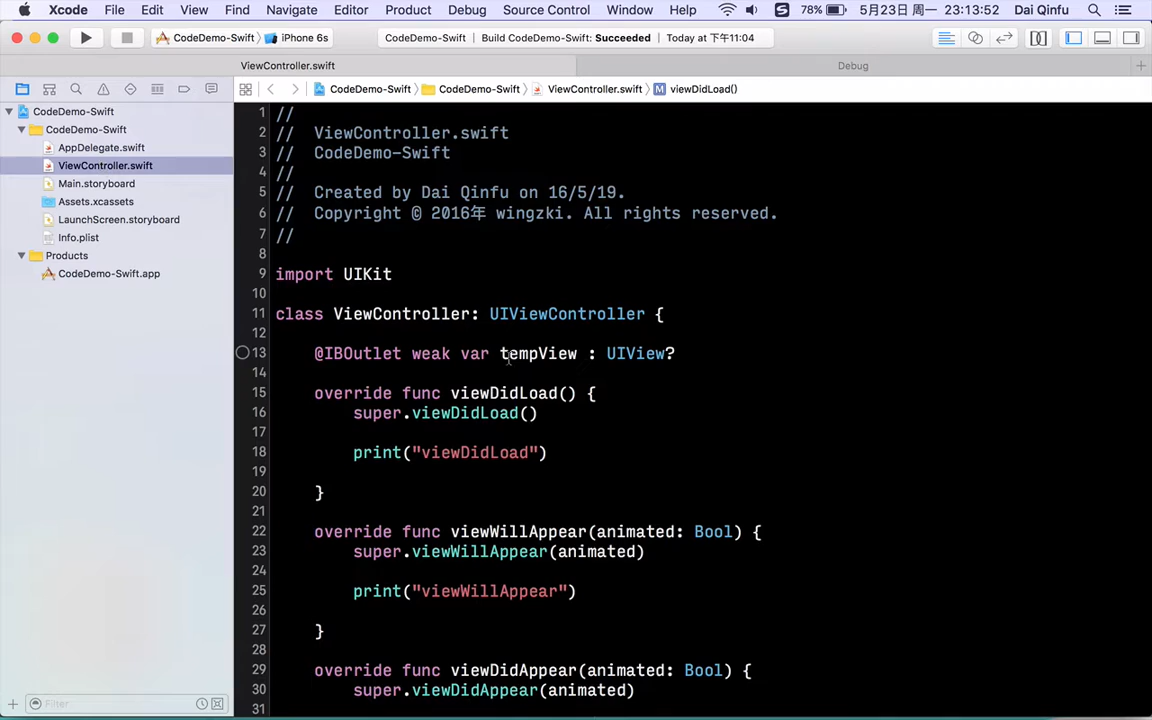 Xcode File Edit View Find Navigate Editor Product Debug Source Control Window Help 78% 5月23日 周一 23:13:52 Dai Qinfu
CodeDemo-Swift iPhone 6s CodeDemo-Swift Build CodeDemo-Swift: Succeeded Today at 下午11:04
ViewController.swift Debug
CodeDemo-Swift CodeDemo-Swift ViewController.swift M viewDidLoad()
CodeDemo-Swift
CodeDemo-Swift
AppDelegate.swift
ViewController.swift
Main.storyboard
Assets.xcassets
LaunchScreen.storyboard
Info.plist
Products
CodeDemo-Swift.app
Filter
1 //
2 // ViewController.swift
3 // CodeDemo-Swift
4 //
5 // Created by Dai Qinfu on 16/5/19.
6 // Copyright © 2016年 wingzki. All rights reserved.
7 //
8
9 import UIKit
10
11 class ViewController: UIViewController {
12
13 @IBOutlet weak var tempView : UIView?
14
15 override func viewDidLoad() {
16 super.viewDidLoad()
17
18 print("viewDidLoad")
19
20 }
21
22 override func viewWillAppear(animated: Bool) {
23 super.viewWillAppear(animated)
24
25 print("viewWillAppear")
26
27 }
28
29 override func viewDidAppear(animated: Bool) {
30 super.viewDidAppear(animated)
31